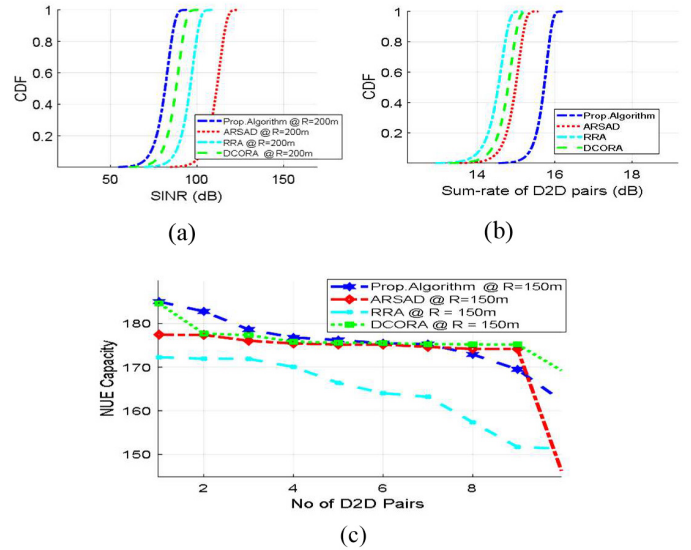 1
0.8
0.6
0.4
0.2
CDF
Prop.Algorithm @ R=200m
ARSAD @ R=200m
RRA @ R=200m
DCORA @ R=200m
50
100
150
SINR (dB)
(a)
1
0.8
0.6
0.4
0.2
CDF
Prop.Algorithm
ARSAD
RRA
DCORA
14
16
18
Sum-rate of D2D pairs (dB)
(b)
Prop.Algorithm @ R=150m
ARSAD @ R=150m
RRA @ R = 150m
DCORA @ R = 150m
180
170
160
150
NUE Capacity
2
4
6
8
No of D2D Pairs
(c)